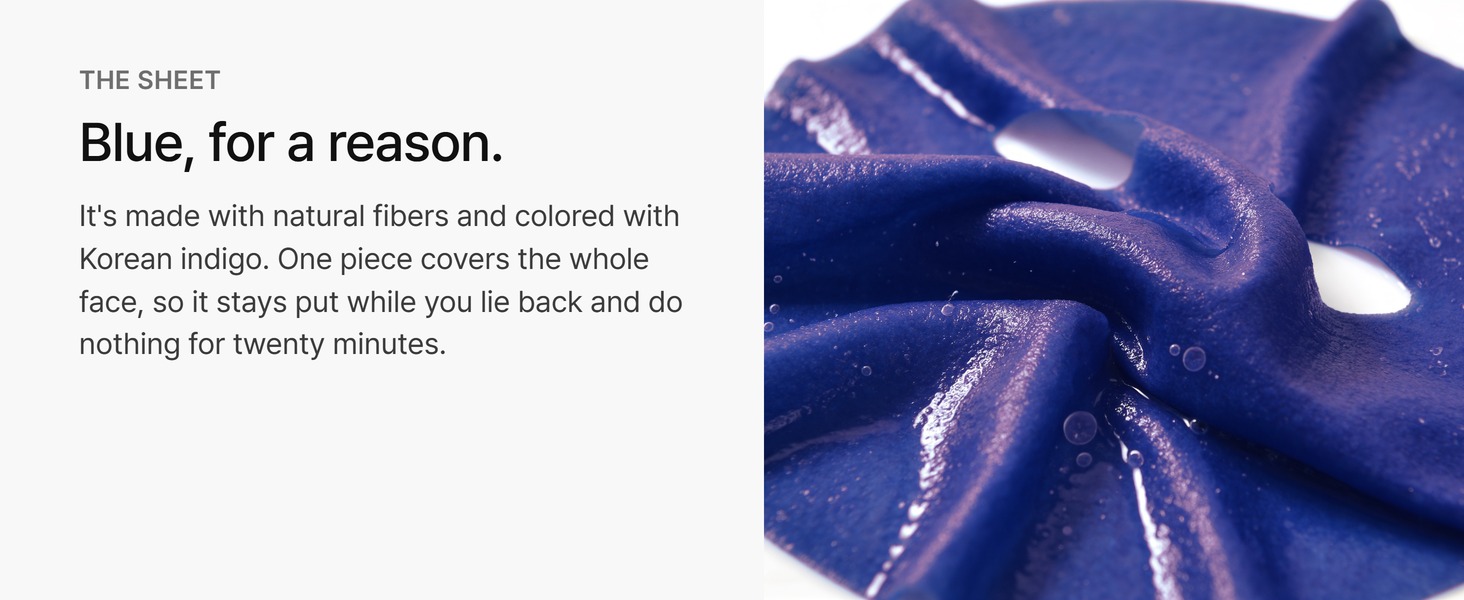 THE SHEET
Blue, for a reason.
It's made with natural fibers and colored with
Korean indigo. One piece covers the whole
face, so it stays put while you lie back and do
nothing for twenty minutes.